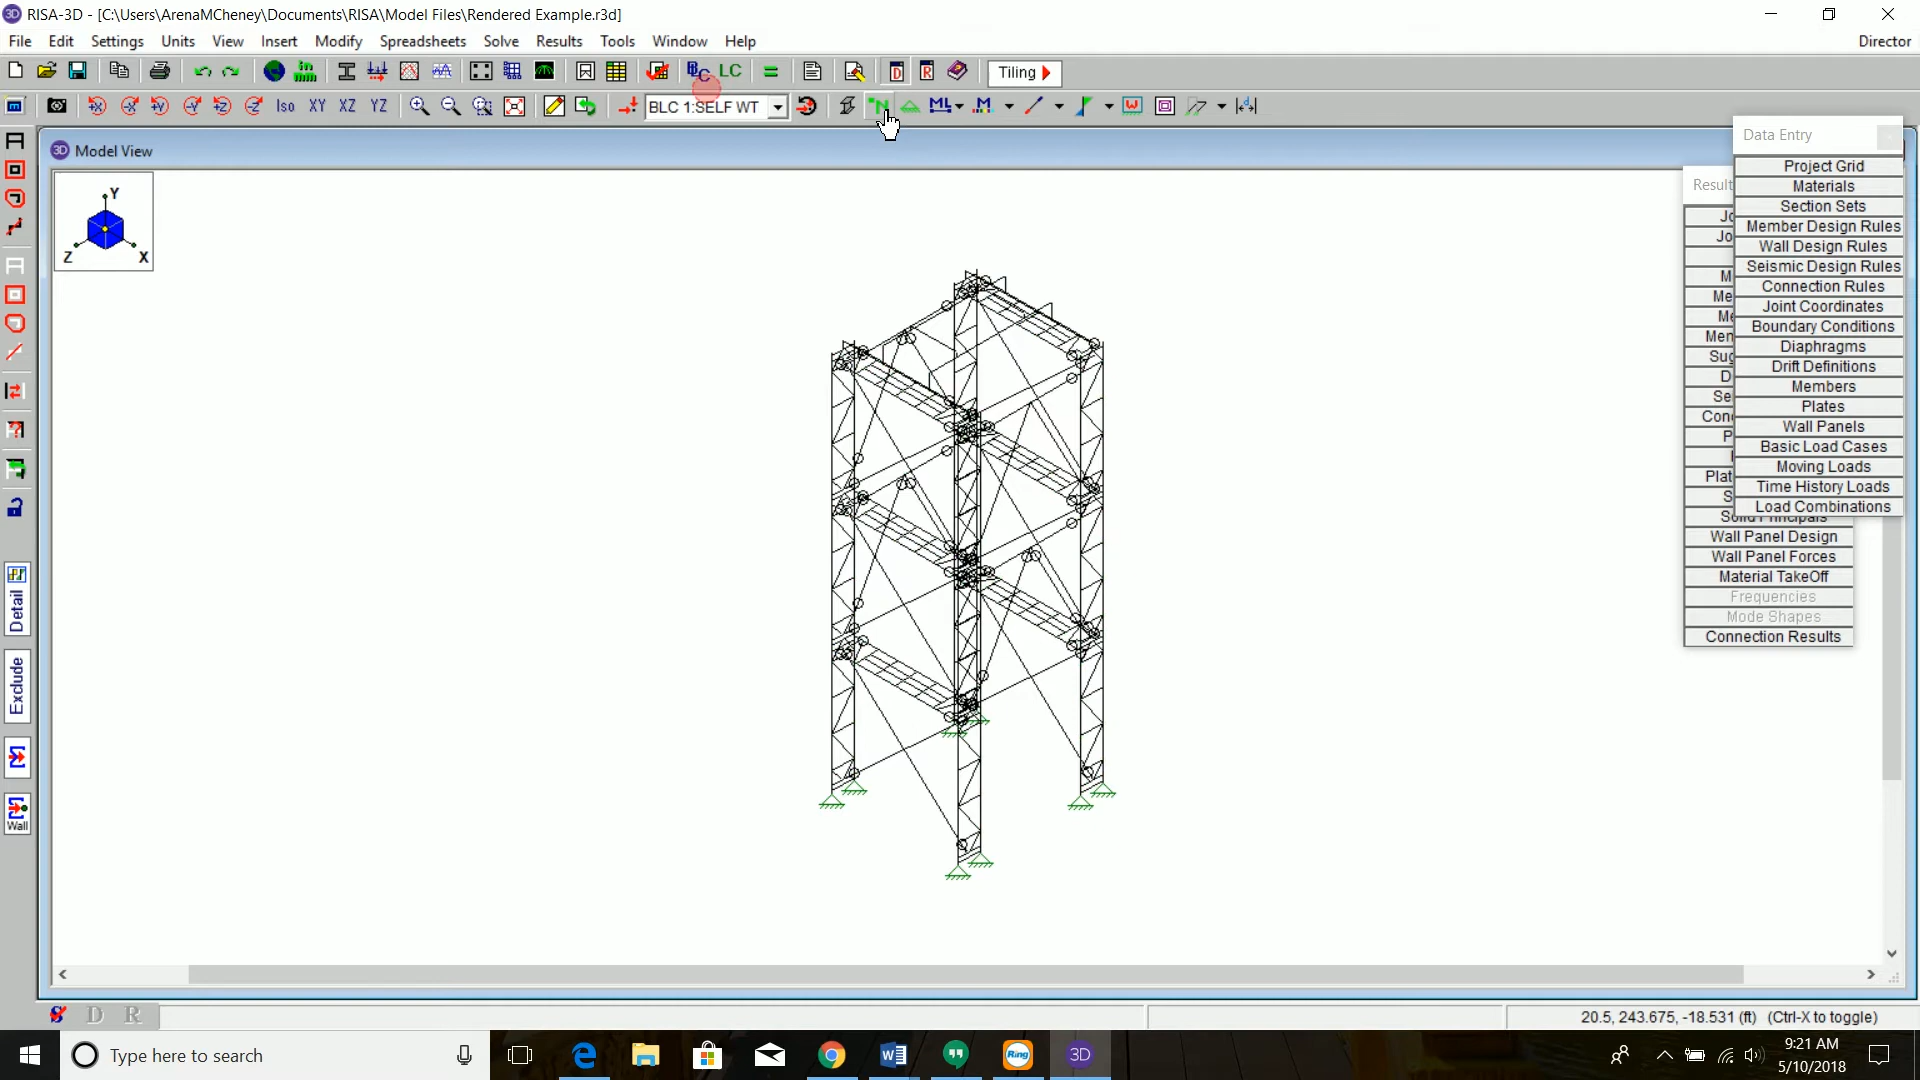 RISA-3D - [C:\Users\ArenaMCheney\Documents\RISA\Model Files\Rendered Example.r3d]
File Edit Settings Units View Insert Modify Spreadsheets Solve Results Tools Window Help Director
LC D R Tiling
Iso XY XZ YZ BLC 1:SELF WT N ML M
Model View
Y
Z X
Data Entry
Project Grid
Materials
Section Sets
Member Design Rules
Wall Design Rules
Seismic Design Rules
Connection Rules
Joint Coordinates
Boundary Conditions
Diaphragms
Drift Definitions
Members
Plates
Wall Panels
Basic Load Cases
Moving Loads
Time History Loads
Load Combinations
Solid Principals
Wall Panel Design
Wall Panel Forces
Material TakeOff
Frequencies
Mode Shapes
Connection Results
Detail
Exclude
Wall
D R
20.5, 243.675, -18.531 (ft) (Ctrl-X to toggle)
Type here to search
Ring
3D
9:21 AM
5/10/2018